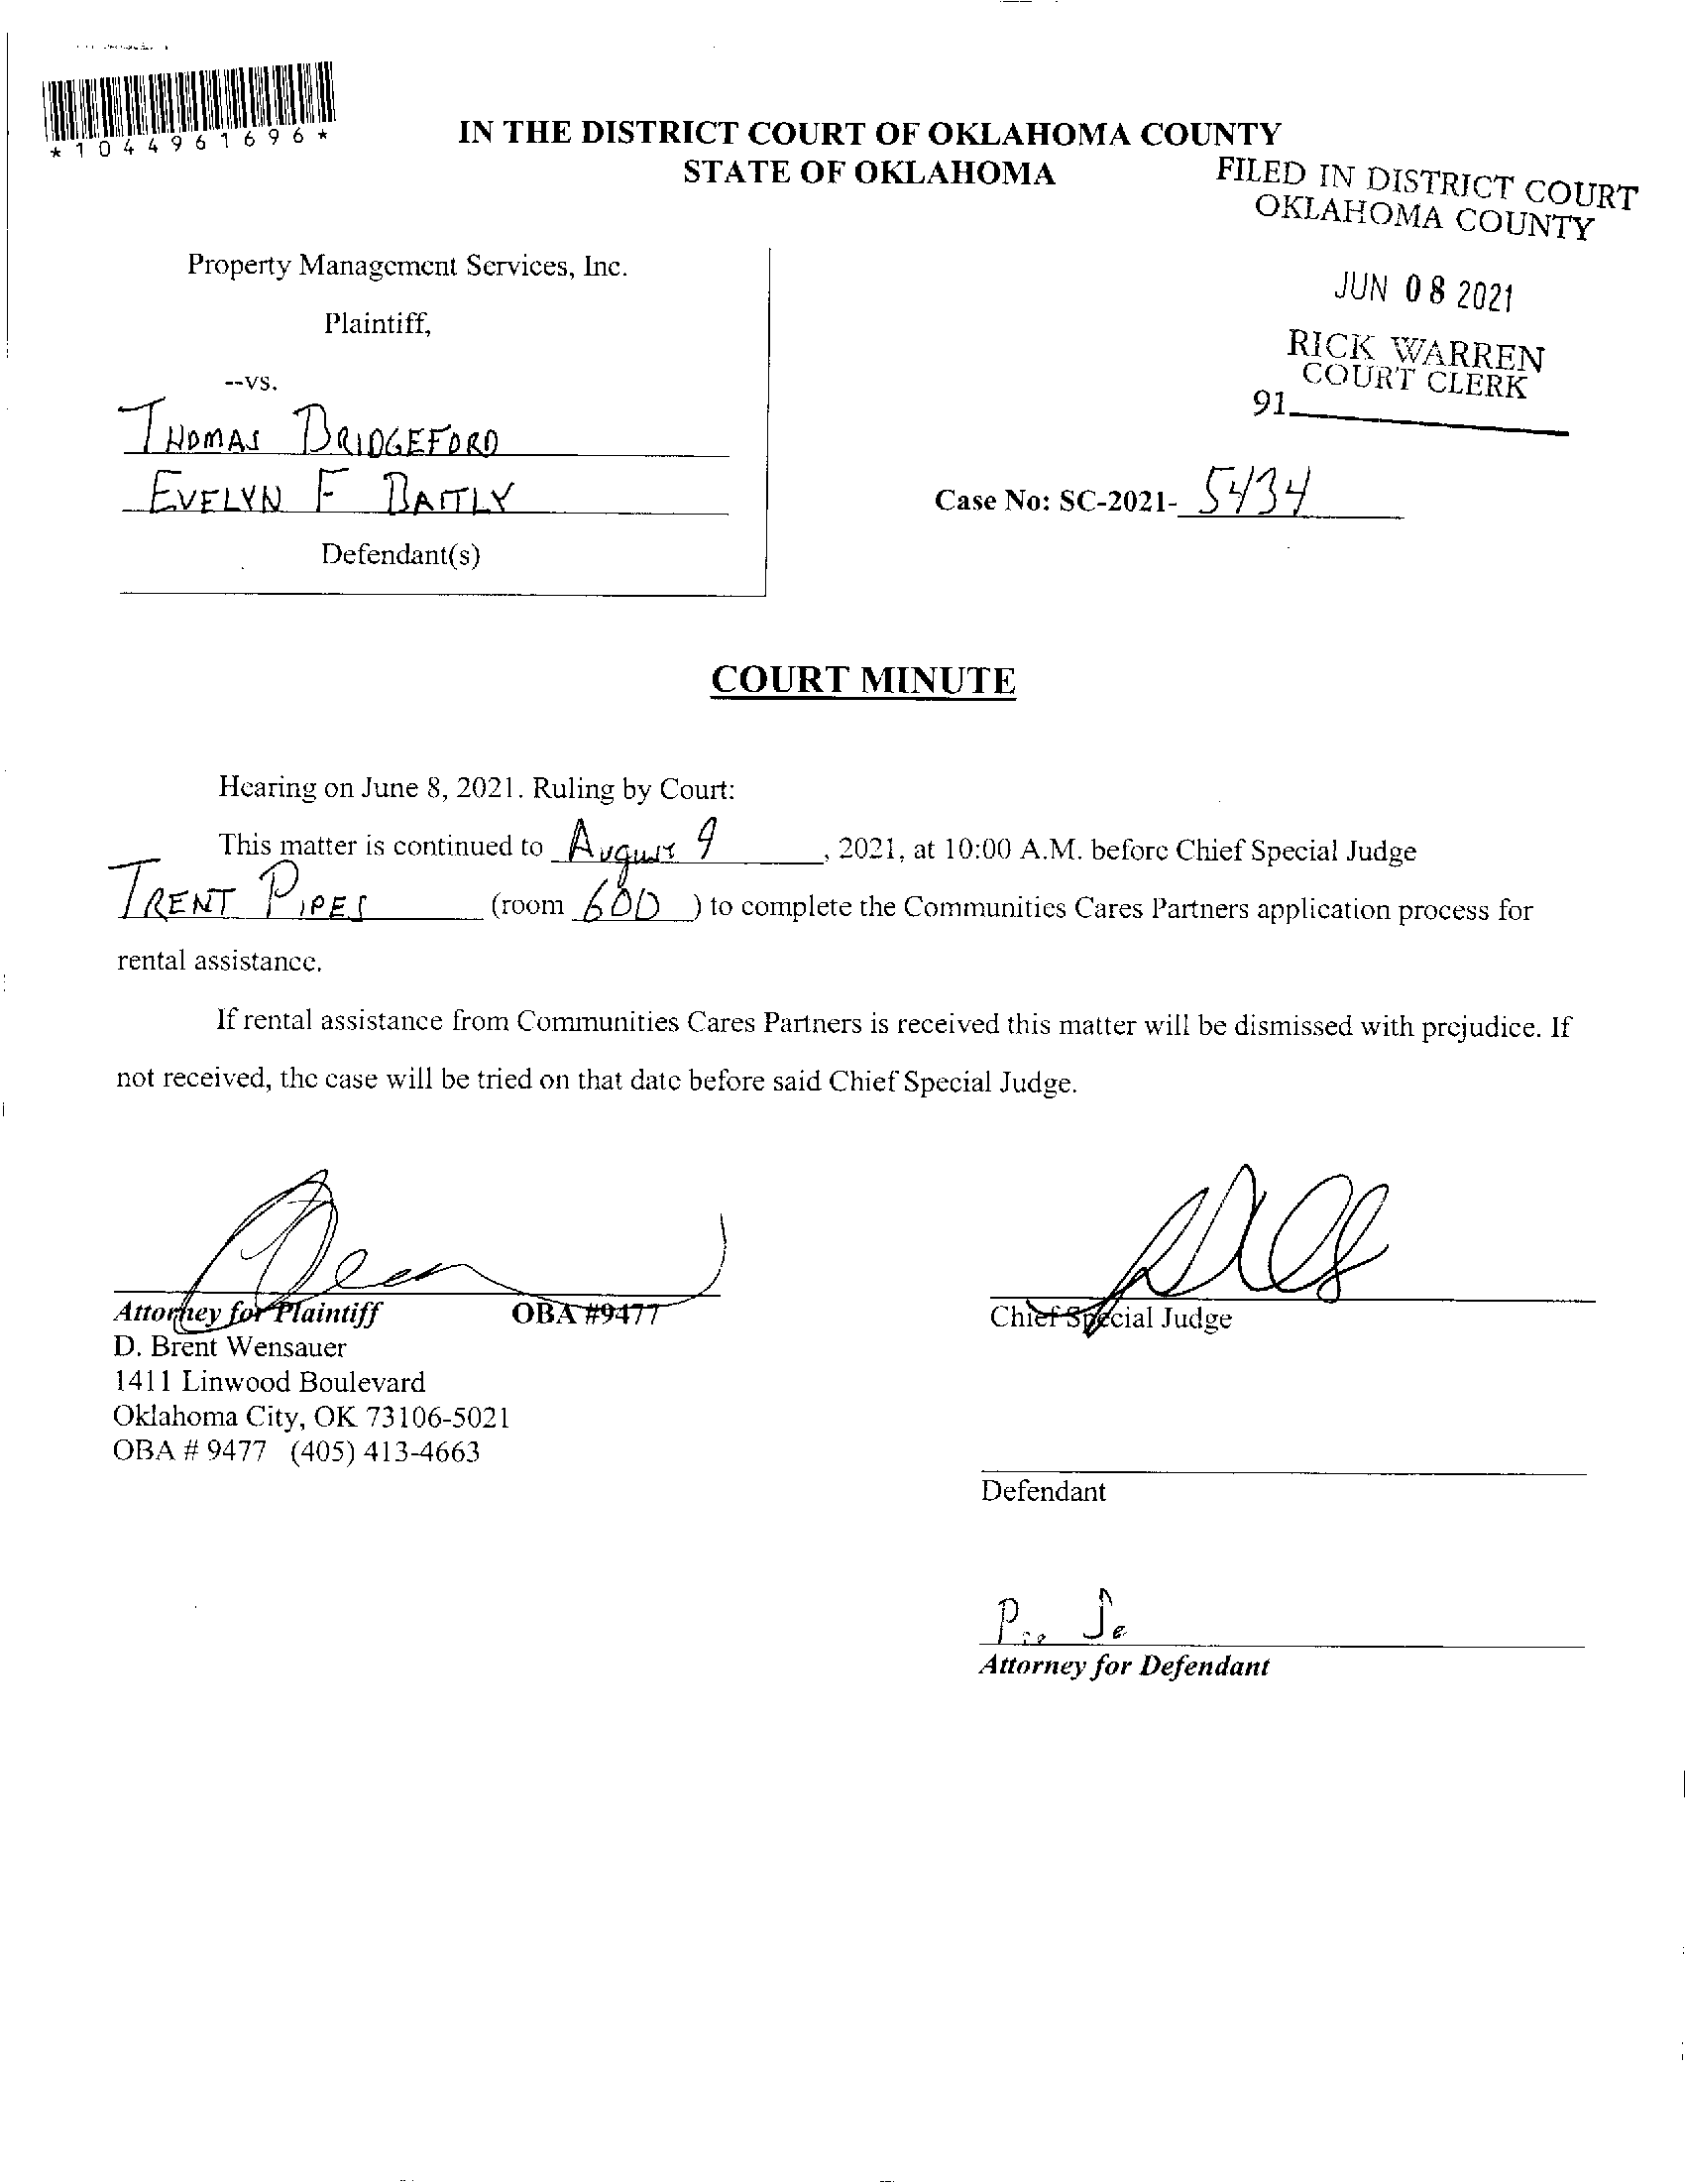 *1044961696*
IN THE DISTRICT COURT OF OKLAHOMA COUNTY
STATE OF OKLAHOMA
FILED IN DISTRICT COURT
OKLAHOMA COUNTY
JUN 08 2021
RICK WARREN
COURT CLERK
91
Property Management Services, Inc.
Plaintiff,
--vs.
THOMAS BRIDGEFORD
EVELYN F BAITLY
Defendant(s)
Case No: SC-2021- 5434
COURT MINUTE
Hearing on June 8, 2021. Ruling by Court:
This matter is continued to August 9, 2021, at 10:00 A.M. before Chief Special Judge
TRENT PIPES (room 600) to complete the Communities Cares Partners application process for
rental assistance.
If rental assistance from Communities Cares Partners is received this matter will be dismissed with prejudice. If
not received, the case will be tried on that date before said Chief Special Judge.
Attorney for Plaintiff OBA #9477
D. Brent Wensauer
1411 Linwood Boulevard
Oklahoma City, OK 73106-5021
OBA # 9477 (405) 413-4663
Chief Special Judge
Defendant
Pro Se
Attorney for Defendant